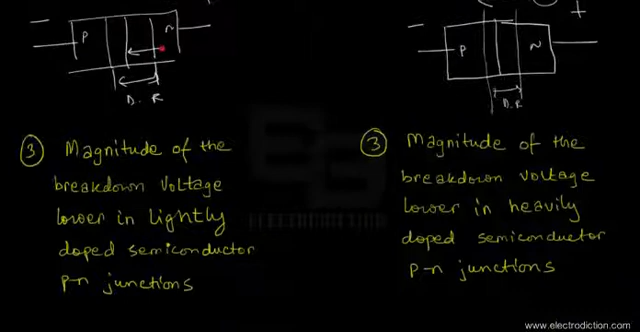 - +
P N
D.R
- +
P N
D.R
③ Magnitude of the
breakdown voltage
lower in lightly
doped semiconductor
p-n junctions
③ Magnitude of the
breakdown voltage
lower in heavily
doped semiconductor
p-n junctions
EG
www.electrodiction.com